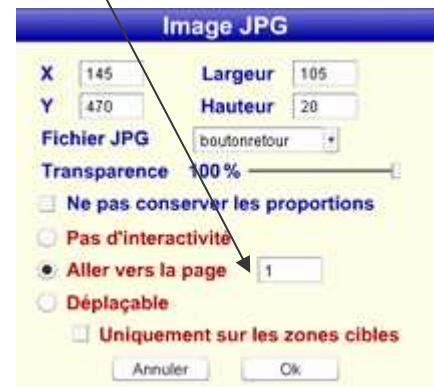 Image JPG
X 145 Largeur 105
Y 470 Hauteur 20
Fichier JPG boutonretour
Transparence 100 %
Ne pas conserver les proportions
Pas d'interactivité
Aller vers la page 1
Déplaçable
Uniquement sur les zones cibles
Annuler Ok